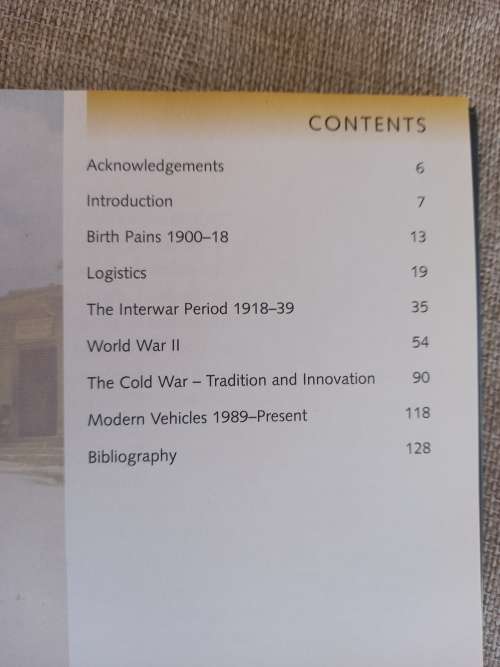 CONTENTS
Acknowledgements 6
Introduction 7
Birth Pains 1900–18 13
Logistics 19
The Interwar Period 1918–39 35
World War II 54
The Cold War – Tradition and Innovation 90
Modern Vehicles 1989–Present 118
Bibliography 128